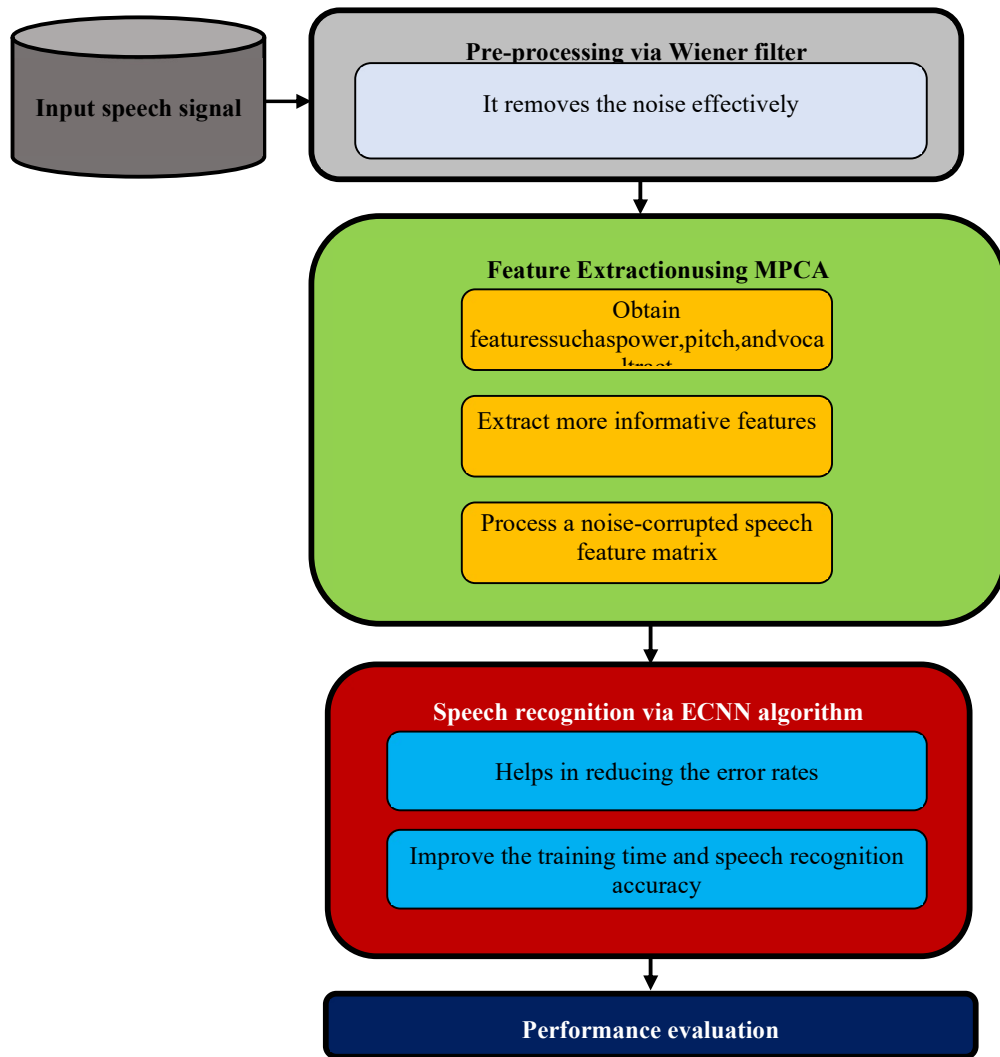 Input speech signal
Pre-processing via Wiener filter
It removes the noise effectively
Feature Extractionusing MPCA
Obtain
featuressuchaspower,pitch,andvoca
ltract
Extract more informative features
Process a noise-corrupted speech
feature matrix
Speech recognition via ECNN algorithm
Helps in reducing the error rates
Improve the training time and speech recognition
accuracy
Performance evaluation